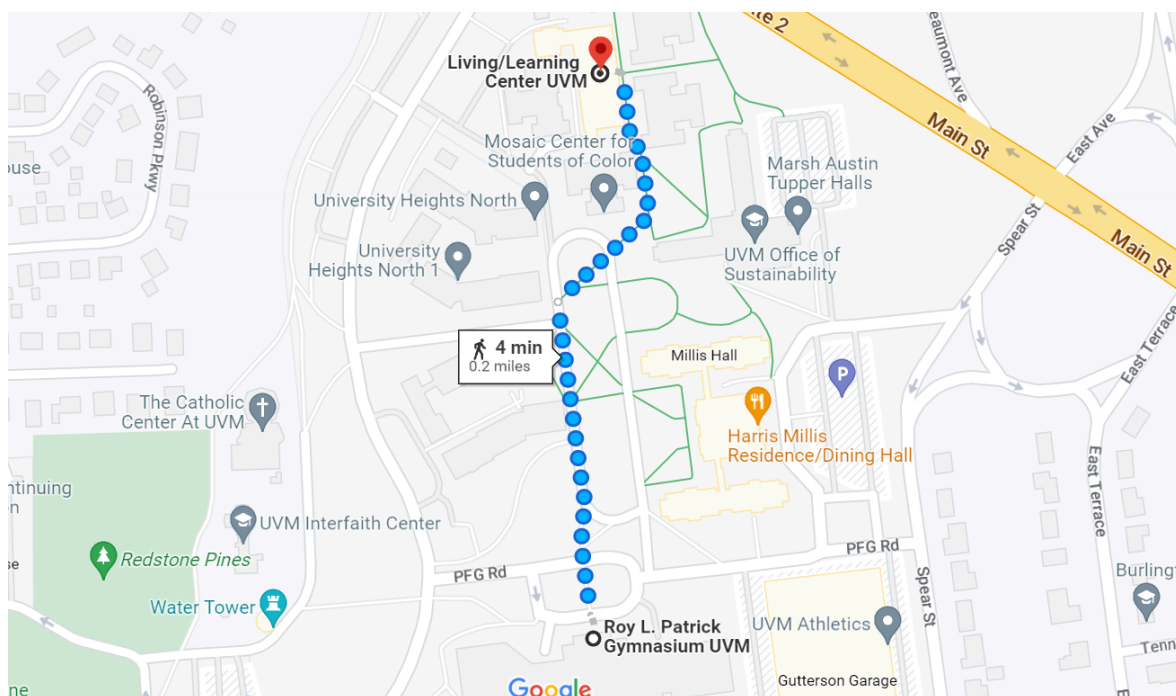 te 2
Beaumont Ave
Living/Learning
Center UVM
Robinson Pkwy
Main St
East Ave
ouse
Mosaic Center for
Students of Color
Marsh Austin
Tupper Halls
University Heights North
UVM Office of
Sustainability
University
Heights North 1
Spear St
Main St
4 min
0.2 miles
Millis Hall
P
East Terrace
The Catholic
Center At UVM
Harris Millis
Residence/Dining Hall
ntinuing
n
UVM Interfaith Center
East Terrace
Redstone Pines
se
PFG Rd
PFG Rd
Burling
Water Tower
Spear St
Roy L. Patrick
Gymnasium UVM
UVM Athletics
Tenn
Google
Gutterson Garage
ne